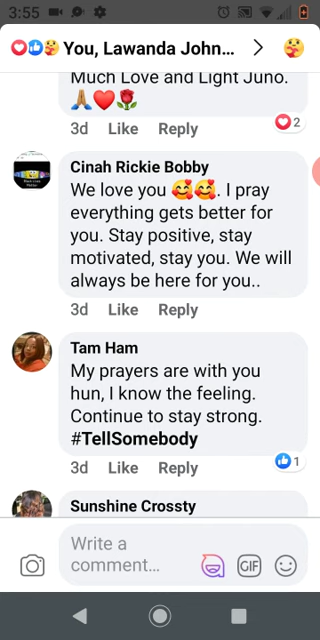 3:55
You, Lawanda John...
Much Love and Light Juno.
🙏🏽❤️🌹
3d Like Reply
2
Cinah Rickie Bobby
We love you 🥰🥰. I pray
everything gets better for
you. Stay positive, stay
motivated, stay you. We will
always be here for you..
3d Like Reply
Tam Ham
My prayers are with you
hun, I know the feeling.
Continue to stay strong.
#TellSomebody
3d Like Reply
1
Sunshine Crossty
Write a
comment...
GIF